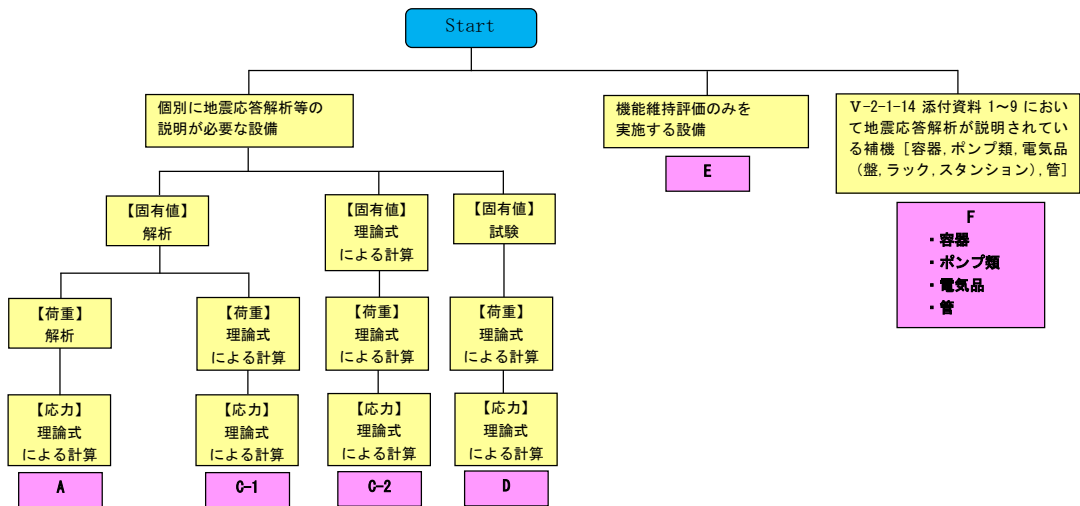 Start
個別に地震応答解析等の
説明が必要な設備
機能維持評価のみを
実施する設備
E
Ⅴ-2-1-14 添付資料 1～9 におい
て地震応答解析が説明されてい
る補機［容器,ポンプ類,電気品
（盤,ラック,スタンション）,管］
F
・容器
・ポンプ類
・電気品
・管
【固有値】
解析
【固有値】
理論式
による計算
【固有値】
試験
【荷重】
解析
【荷重】
理論式
による計算
【荷重】
理論式
による計算
【荷重】
理論式
による計算
【応力】
理論式
による計算
【応力】
理論式
による計算
【応力】
理論式
による計算
【応力】
理論式
による計算
A
C-1
C-2
D